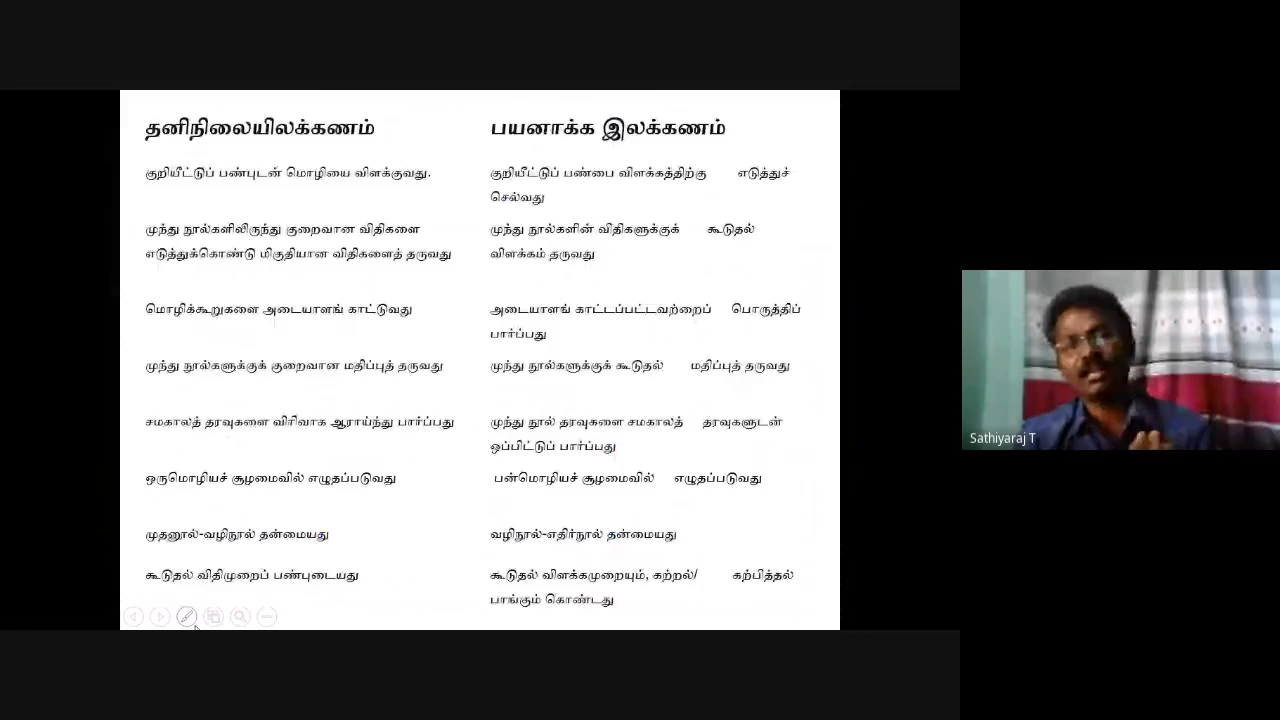 தனிநிலையிலக்கணம்
குறியீட்டுப் பண்புடன் மொழியை விளக்குவது.
முந்து நூல்களிலிருந்து குறைவான விதிகளை
எடுத்துக்கொண்டு மிகுதியான விதிகளைத் தருவது
மொழிக்கூறுகளை அடையாளங் காட்டுவது
முந்து நூல்களுக்குக் குறைவான மதிப்புத் தருவது
சமகாலத் தரவுகளை விரிவாக ஆராய்ந்து பார்ப்பது
ஒருமொழியச் சூழமைவில் எழுதப்படுவது
முதனூல்-வழிநூல் தன்மையது
கூடுதல் விதிமுறைப் பண்புடையது
பயனாக்க இலக்கணம்
குறியீட்டுப் பண்பை விளக்கத்திற்கு எடுத்துச்
செல்வது
முந்து நூல்களின் விதிகளுக்குக் கூடுதல்
விளக்கம் தருவது
அடையாளங் காட்டப்பட்டவற்றைப் பொருத்திப்
பார்ப்பது
முந்து நூல்களுக்குக் கூடுதல் மதிப்புத் தருவது
முந்து நூல் தரவுகளை சமகாலத் தரவுகளுடன்
ஒப்பிட்டுப் பார்ப்பது
பன்மொழியச் சூழமைவில் எழுதப்படுவது
வழிநூல்-எதிர்நூல் தன்மையது
கூடுதல் விளக்கமுறையும், கற்றல்/ கற்பித்தல்
பாங்கும் கொண்டது
Sathiyaraj T